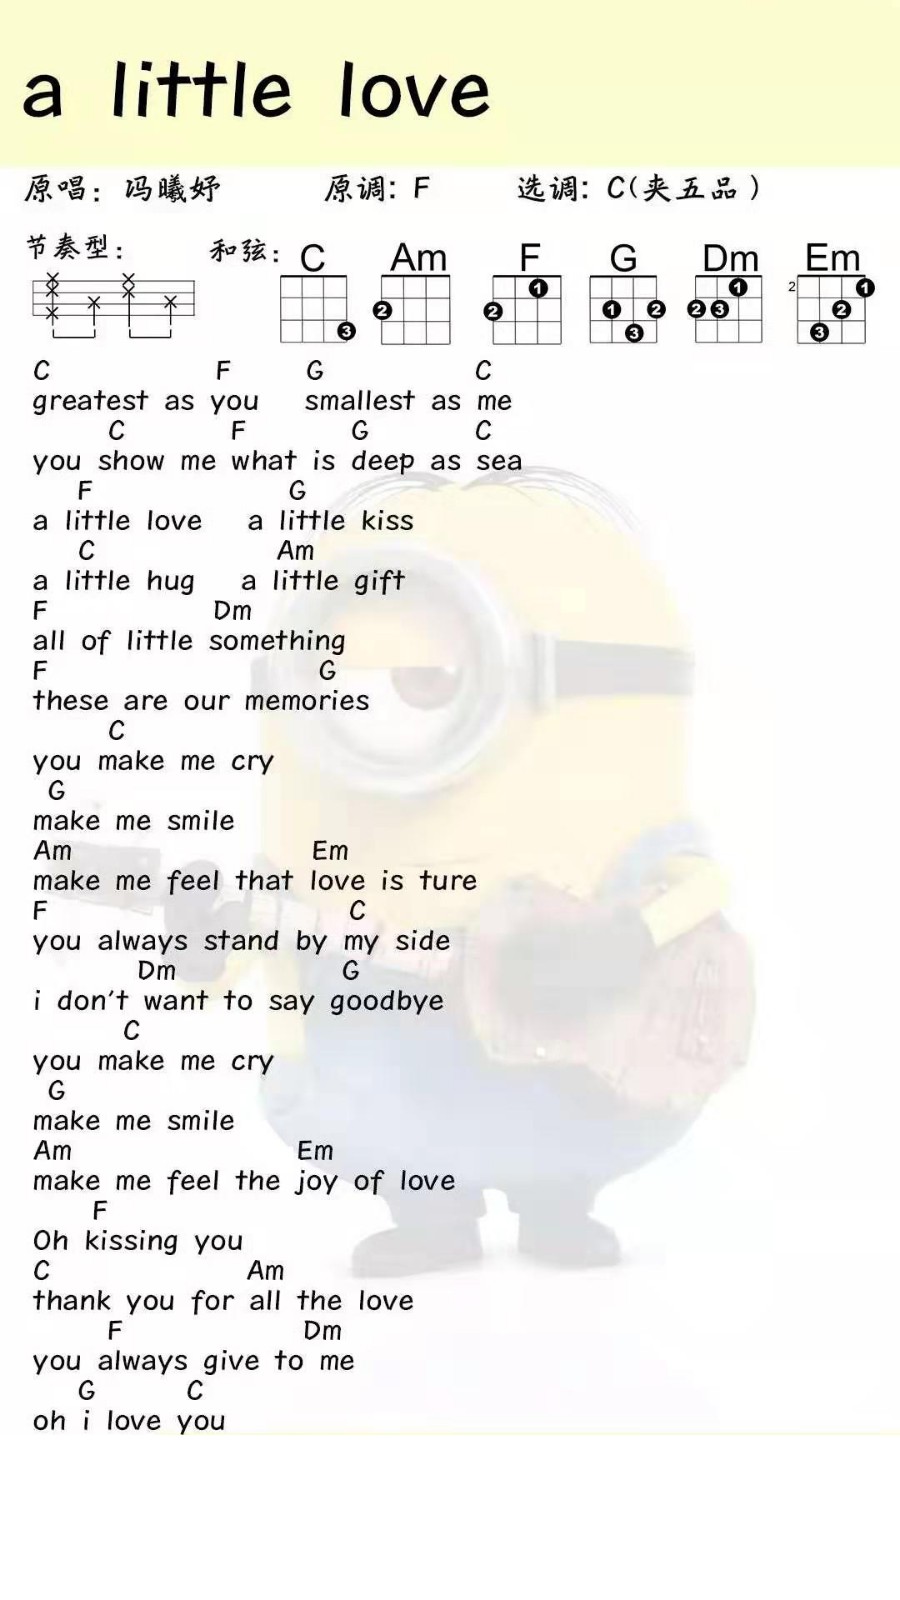 a little love
原唱：冯曦妤 原调: F 选调: C(夹五品)
节奏型： 和弦： C Am F G Dm Em
1 1 2 1
2 2 1 2 2 3 2
3 3 3
C F G C
greatest as you smallest as me
C F G C
you show me what is deep as sea
F G
a little love a little kiss
C Am
a little hug a little gift
F Dm
all of little something
F G
these are our memories
C
you make me cry
G
make me smile
Am Em
make me feel that love is ture
F C
you always stand by my side
Dm G
i don't want to say goodbye
C
you make me cry
G
make me smile
Am Em
make me feel the joy of love
F
Oh kissing you
C Am
thank you for all the love
F Dm
you always give to me
G C
oh i love you